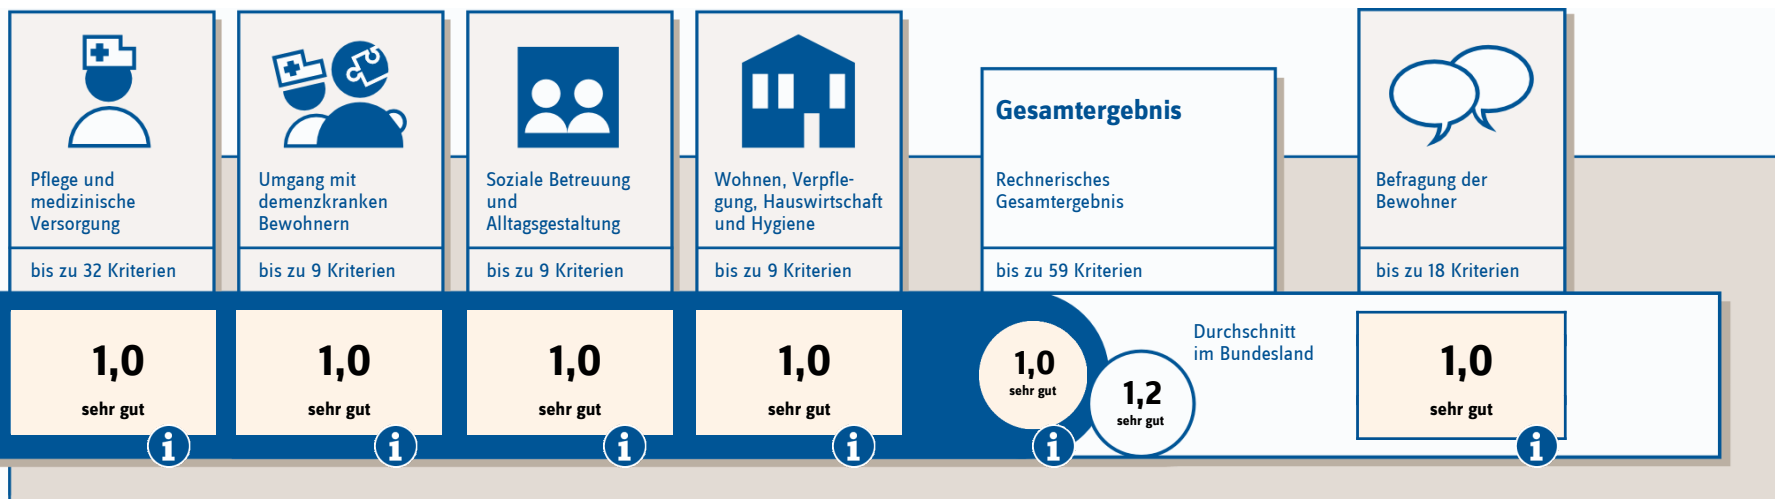 Pflege und
medizinische
Versorgung
bis zu 32 Kriterien
1,0
sehr gut
i
Umgang mit
demenzkranken
Bewohnern
bis zu 9 Kriterien
1,0
sehr gut
i
Soziale Betreuung
und
Alltagsgestaltung
bis zu 9 Kriterien
1,0
sehr gut
i
Wohnen, Verpfle-
gung, Hauswirtschaft
und Hygiene
bis zu 9 Kriterien
1,0
sehr gut
i
Gesamtergebnis
Rechnerisches
Gesamtergebnis
bis zu 59 Kriterien
1,0
sehr gut
i
1,2
sehr gut
Durchschnitt
im Bundesland
Befragung der
Bewohner
bis zu 18 Kriterien
1,0
sehr gut
i